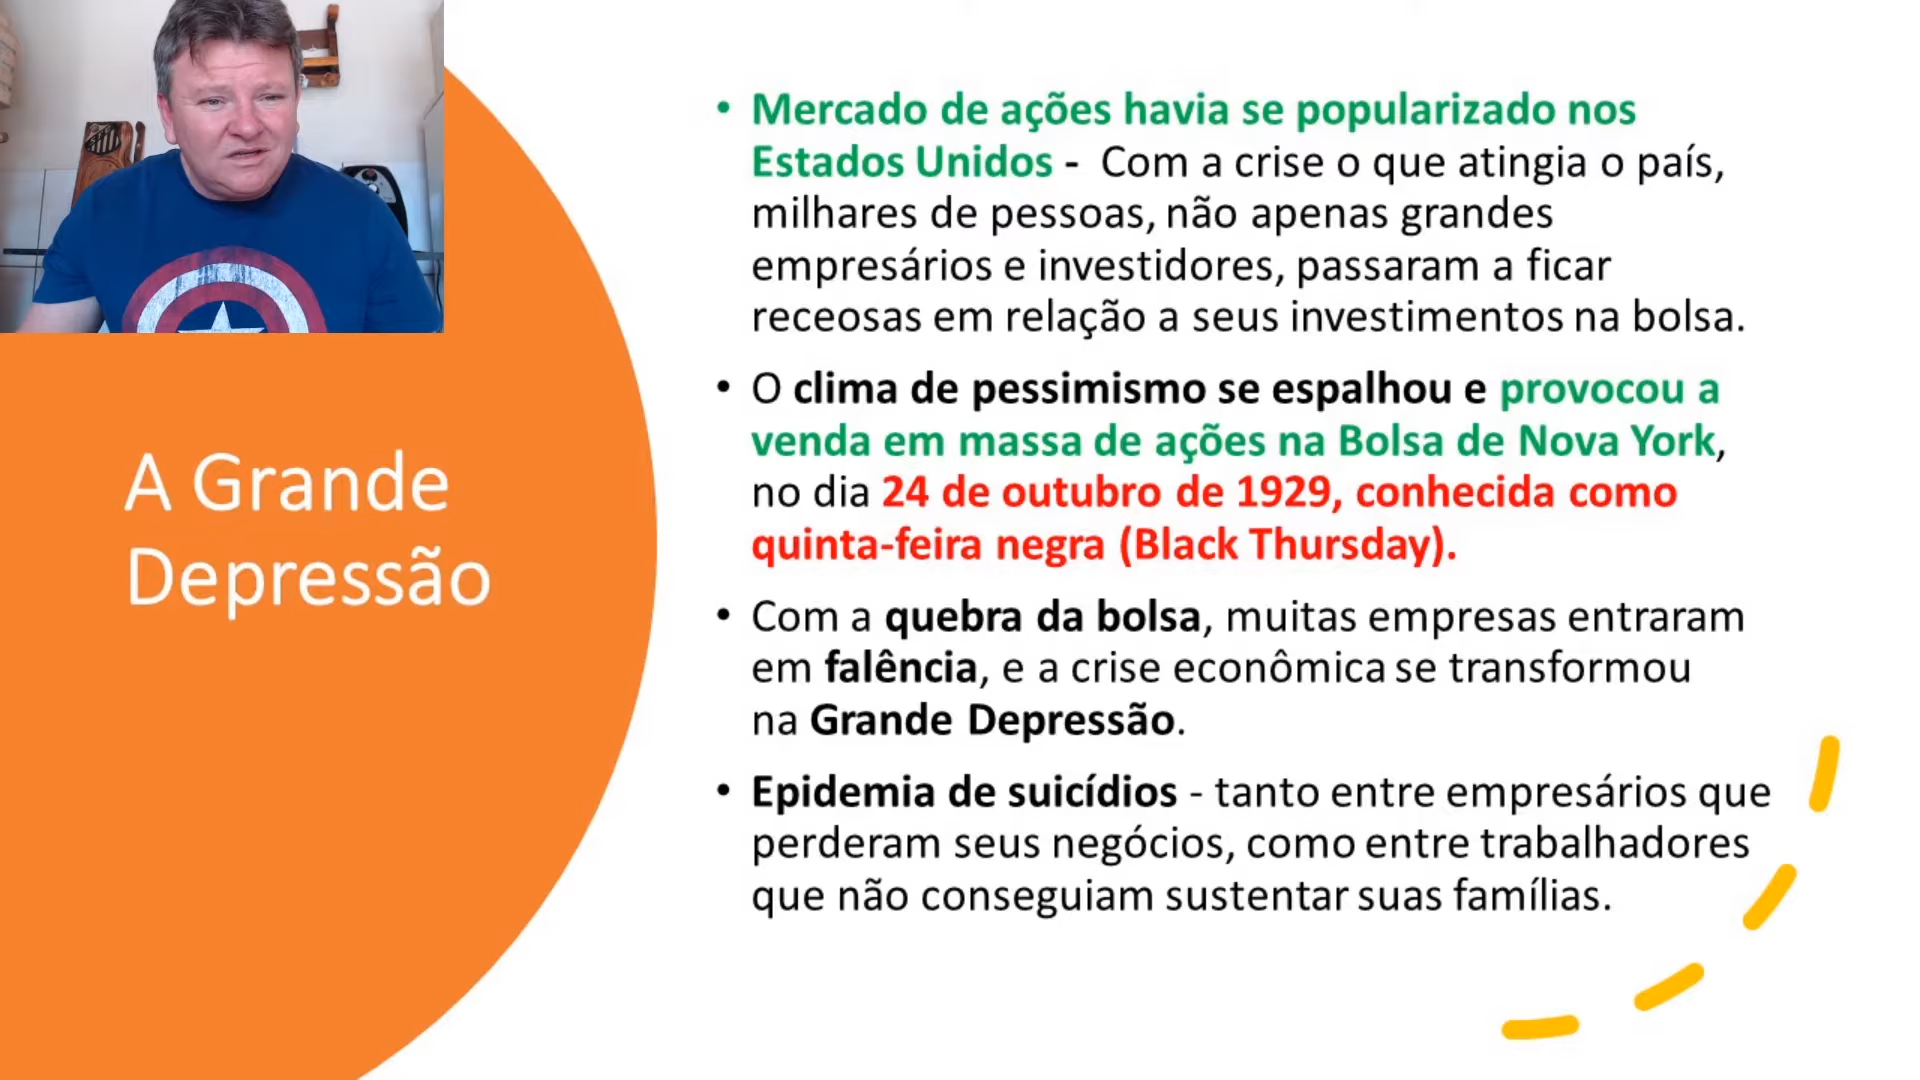 A Grande
Depressão
• Mercado de ações havia se popularizado nos
Estados Unidos - Com a crise o que atingia o país,
milhares de pessoas, não apenas grandes
empresários e investidores, passaram a ficar
receosas em relação a seus investimentos na bolsa.
• O clima de pessimismo se espalhou e provocou a
venda em massa de ações na Bolsa de Nova York,
no dia 24 de outubro de 1929, conhecida como
quinta-feira negra (Black Thursday).
• Com a quebra da bolsa, muitas empresas entraram
em falência, e a crise econômica se transformou
na Grande Depressão.
• Epidemia de suicídios - tanto entre empresários que
perderam seus negócios, como entre trabalhadores
que não conseguiam sustentar suas famílias.